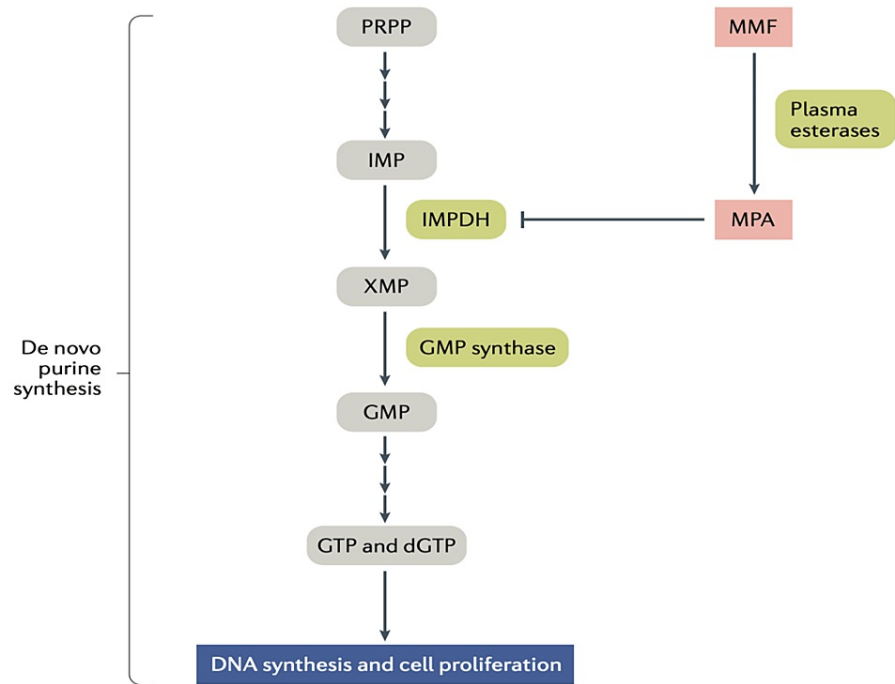 PRPP
MMF
Plasma
esterases
IMP
IMPDH
MPA
XMP
De novo
purine
synthesis
GMP synthase
GMP
GTP and dGTP
DNA synthesis and cell proliferation